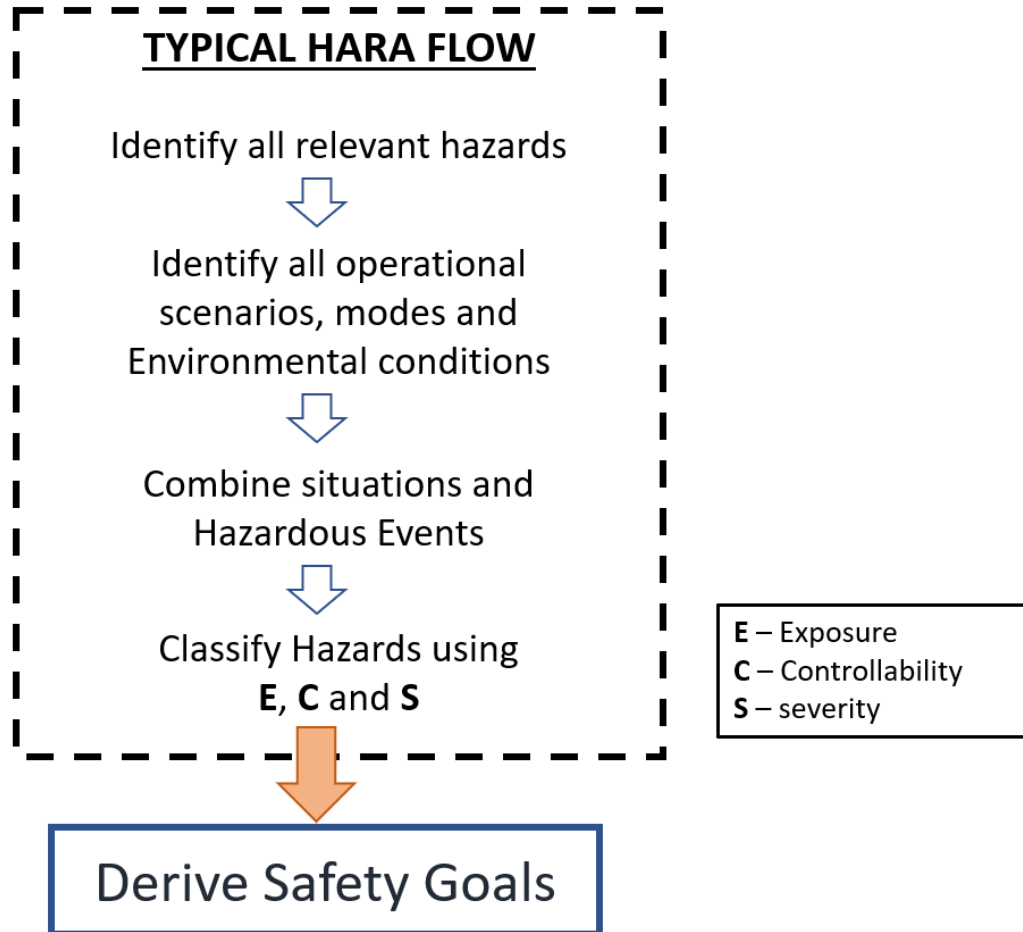 TYPICAL HARA FLOW
Identify all relevant hazards
Identify all operational
scenarios, modes and
Environmental conditions
Combine situations and
Hazardous Events
Classify Hazards using
E, C and S
E – Exposure
C – Controllability
S – severity
Derive Safety Goals